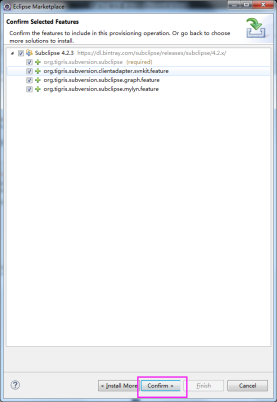 Eclipse Marketplace
Confirm Selected Features
Confirm the features to include in this provisioning operation. Or go back to choose
more solutions to install.
Subclipse 4.2.3 https://dl.bintray.com/subclipse/releases/subclipse/4.2.x/
org.tigris.subversion.subclipse (required)
org.tigris.subversion.clientadapter.svnkit.feature
org.tigris.subversion.subclipse.graph.feature
org.tigris.subversion.subclipse.mylyn.feature
? < Install More Confirm > Finish Cancel